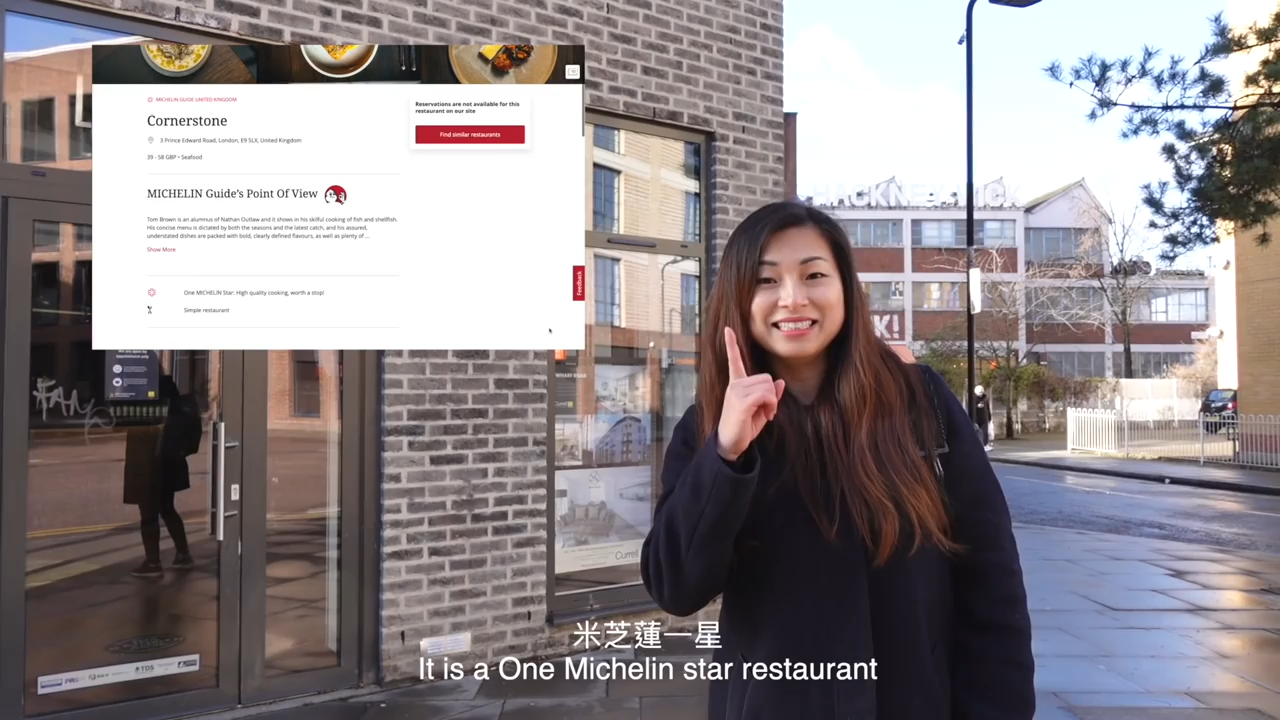 MICHELIN GUIDE UNITED KINGDOM
Cornerstone
3 Prince Edward Road, London, E9 5LX, United Kingdom
39 - 58 GBP • Seafood
MICHELIN Guide's Point Of View
Tom Brown is an alumnus of Nathan Outlaw and it shows in his skilful cooking of fish and shellfish.
His concise menu is dictated by both the seasons and the latest catch, and his assured,
understated dishes are packed with bold, clearly defined flavours, as well as plenty of ...
Show More
One MICHELIN Star: High quality cooking, worth a stop!
Simple restaurant
Reservations are not available for this
restaurant on our site
Find similar restaurants
Feedback
HACKNEY WICK
K!
WHARF ROAD
Currell
TDS
米芝蓮一星
It is a One Michelin star restaurant